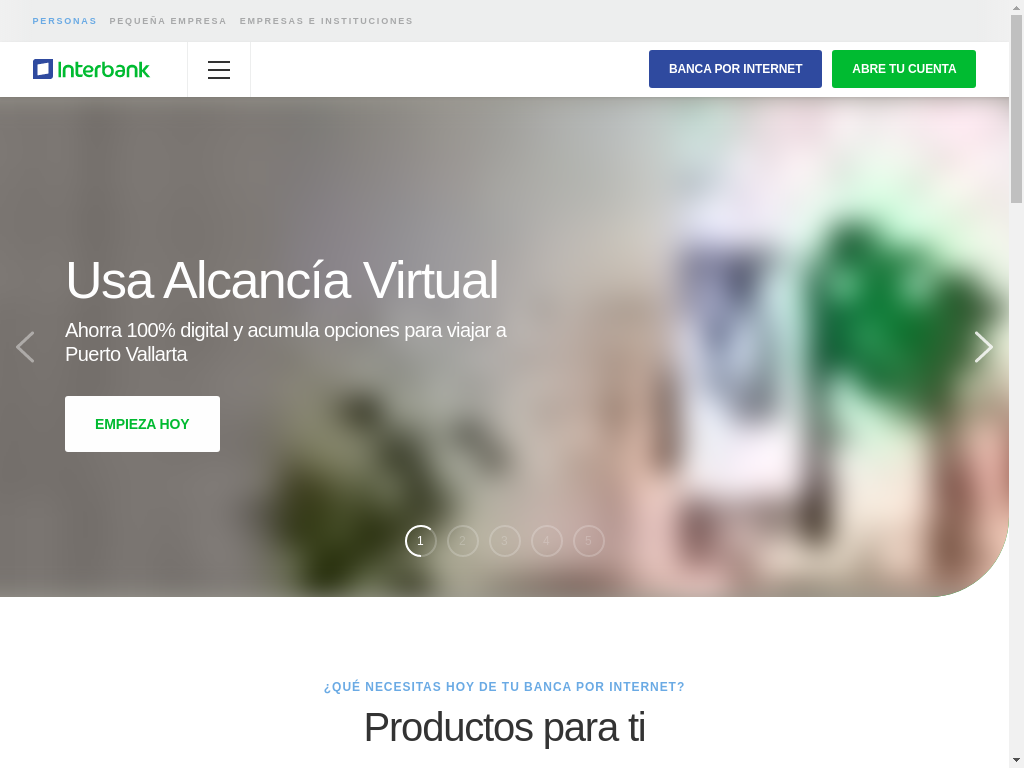 PERSONAS PEQUEÑA EMPRESA EMPRESAS E INSTITUCIONES
Interbank
BANCA POR INTERNET
ABRE TU CUENTA
Usa Alcancía Virtual
Ahorra 100% digital y acumula opciones para viajar a
Puerto Vallarta
EMPIEZA HOY
1 2 3 4 5
¿QUÉ NECESITAS HOY DE TU BANCA POR INTERNET?
Productos para ti